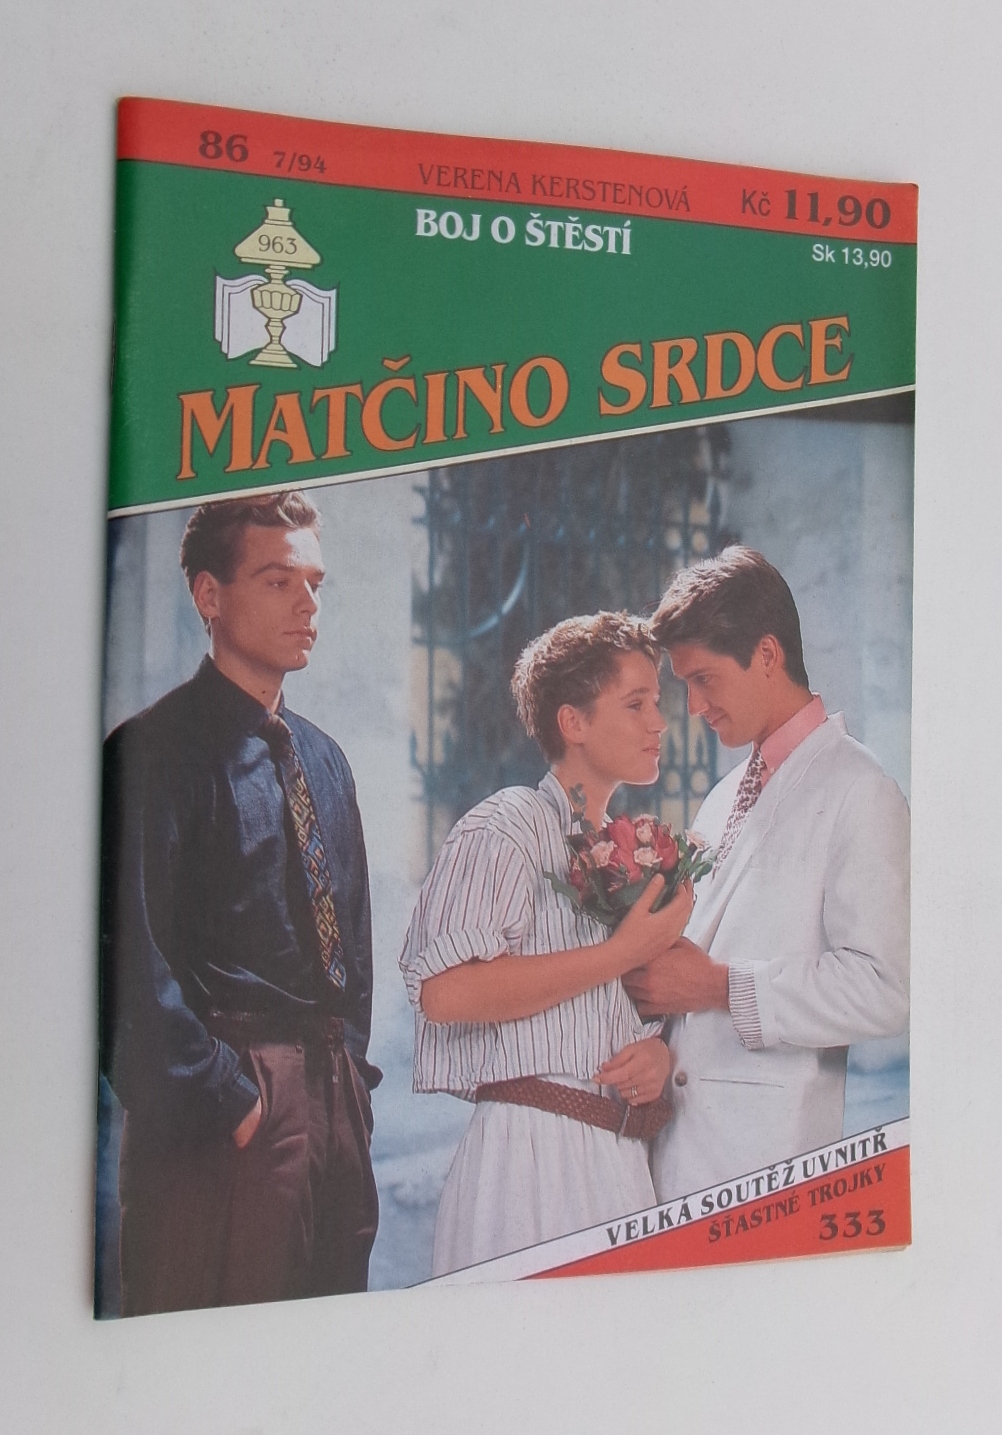 86 7/94 VERENA KERSTENOVÁ Kč 11,90
BOJ O ŠTĚSTÍ
Sk 13,90
963
MATČINO SRDCE
VELKÁ SOUTĚŽ UVNITŘ
ŠŤASTNÉ TROJKY
333